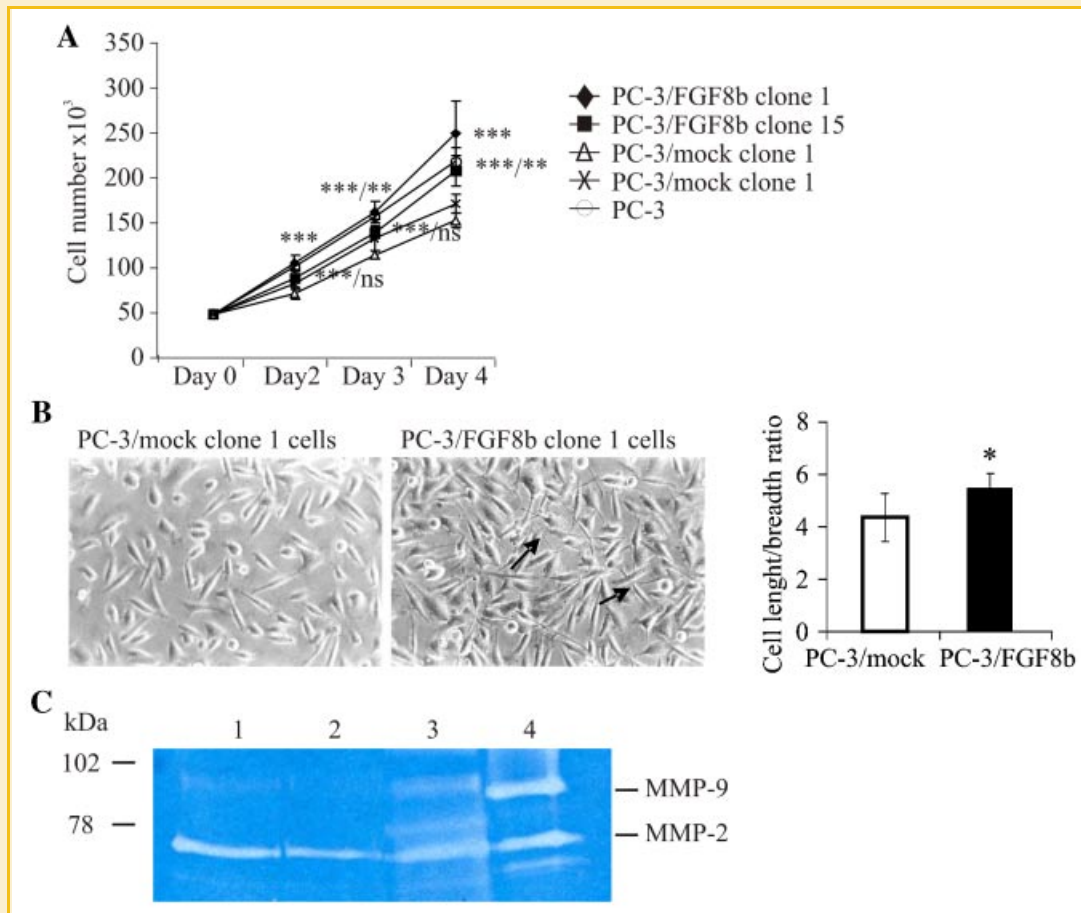 A
350
300
250
200
150
100
50
0
Cell number x10³
Day 0 Day2 Day 3 Day 4
***
***/**
***
***/**
***/ns
***/ns
PC-3/FGF8b clone 1
PC-3/FGF8b clone 15
PC-3/mock clone 1
PC-3/mock clone 1
PC-3
B
PC-3/mock clone 1 cells
PC-3/FGF8b clone 1 cells
Cell lenght/breadth ratio
8
6
4
2
0
*
PC-3/mock PC-3/FGF8b
C
kDa
1 2 3 4
102
78
MMP-9
MMP-2